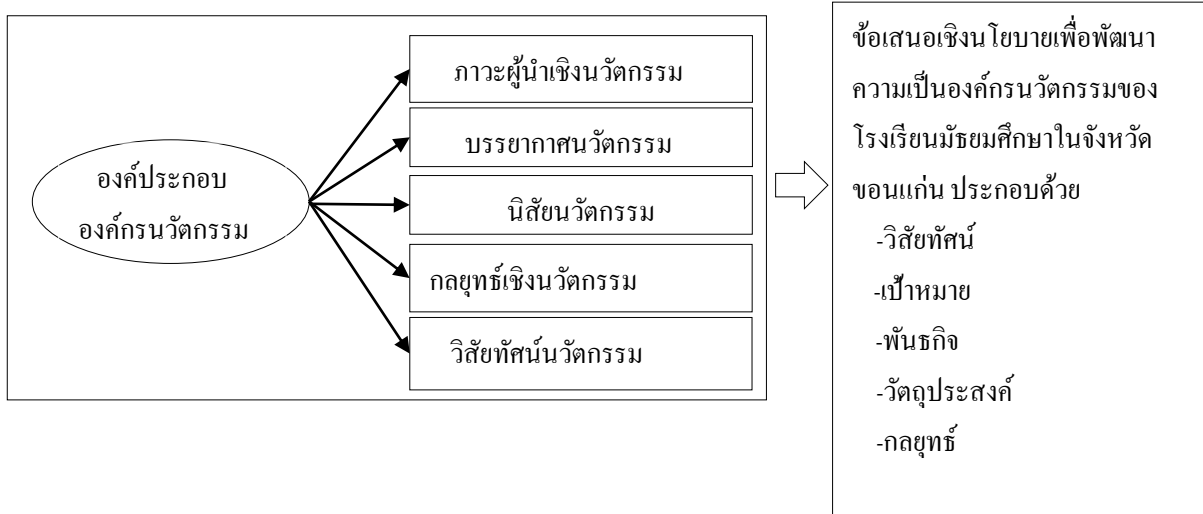 องค์ประกอบ
องค์กรนวัตกรรม
ภาวะผู้นำเชิงนวัตกรรม
บรรยากาศนวัตกรรม
นิสัยนวัตกรรม
กลยุทธ์เชิงนวัตกรรม
วิสัยทัศน์นวัตกรรม
ข้อเสนอเชิงนโยบายเพื่อพัฒนา
ความเป็นองค์กรนวัตกรรมของ
โรงเรียนมัธยมศึกษาในจังหวัด
ขอนแก่น ประกอบด้วย
-วิสัยทัศน์
-เป้าหมาย
-พันธกิจ
-วัตถุประสงค์
-กลยุทธ์